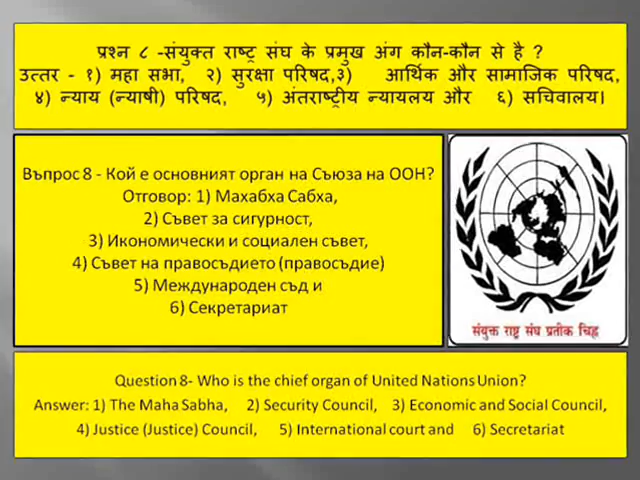 प्रश्न ८ -संयुक्त राष्ट्र संघ के प्रमुख अंग कौन-कौन से है ?
उत्तर - १) महा सभा, २) सुरक्षा परिषद,३) आर्थिक और सामाजिक परिषद,
४) न्याय (न्याषी) परिषद, ५) अंतराष्ट्रीय न्यायलय और ६) सचिवालय।
Въпрос 8 - Кой е основният орган на Съюза на ООН?
Отговор: 1) Махабха Сабха,
2) Съвет за сигурност,
3) Икономически и социален съвет,
4) Съвет на правосъдието (правосъдие)
5) Международен съд и
6) Секретариат
संयुक्त राष्ट्र संघ प्रतीक चिह्न
Question 8- Who is the chief organ of United Nations Union?
Answer: 1) The Maha Sabha, 2) Security Council, 3) Economic and Social Council,
4) Justice (Justice) Council, 5) International court and 6) Secretariat